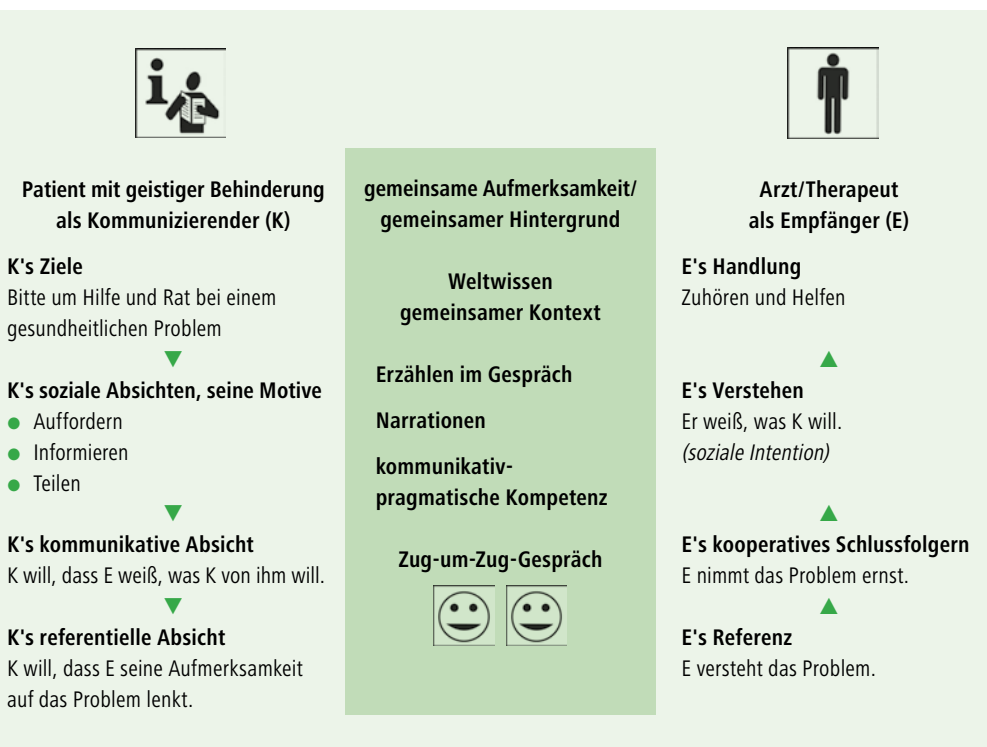 Patient mit geistiger Behinderung
als Kommunizierender (K)
K's Ziele
Bitte um Hilfe und Rat bei einem
gesundheitlichen Problem
K's soziale Absichten, seine Motive
Auffordern
Informieren
Teilen
K's kommunikative Absicht
K will, dass E weiß, was K von ihm will.
K's referentielle Absicht
K will, dass E seine Aufmerksamkeit
auf das Problem lenkt.
gemeinsame Aufmerksamkeit/
gemeinsamer Hintergrund
Weltwissen
gemeinsamer Kontext
Erzählen im Gespräch
Narrationen
kommunikativ-
pragmatische Kompetenz
Zug-um-Zug-Gespräch
Arzt/Therapeut
als Empfänger (E)
E's Handlung
Zuhören und Helfen
E's Verstehen
Er weiß, was K will.
(soziale Intention)
E's kooperatives Schlussfolgern
E nimmt das Problem ernst.
E's Referenz
E versteht das Problem.